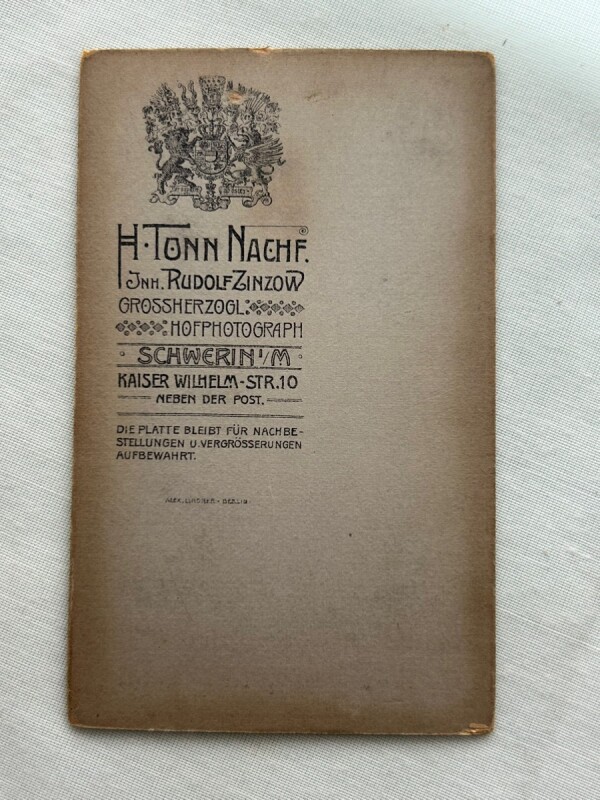 H. TONN NACHF.
INH. RUDOLF ZINZOW
GROSSHERZOGL.
HOFPHOTOGRAPH
SCHWERIN I/M
KAISER WILHELM-STR.10
NEBEN DER POST.
DIE PLATTE BLEIBT FÜR NACHBE-
STELLUNGEN U. VERGRÖSSERUNGEN
AUFBEWAHRT.
BERLIN